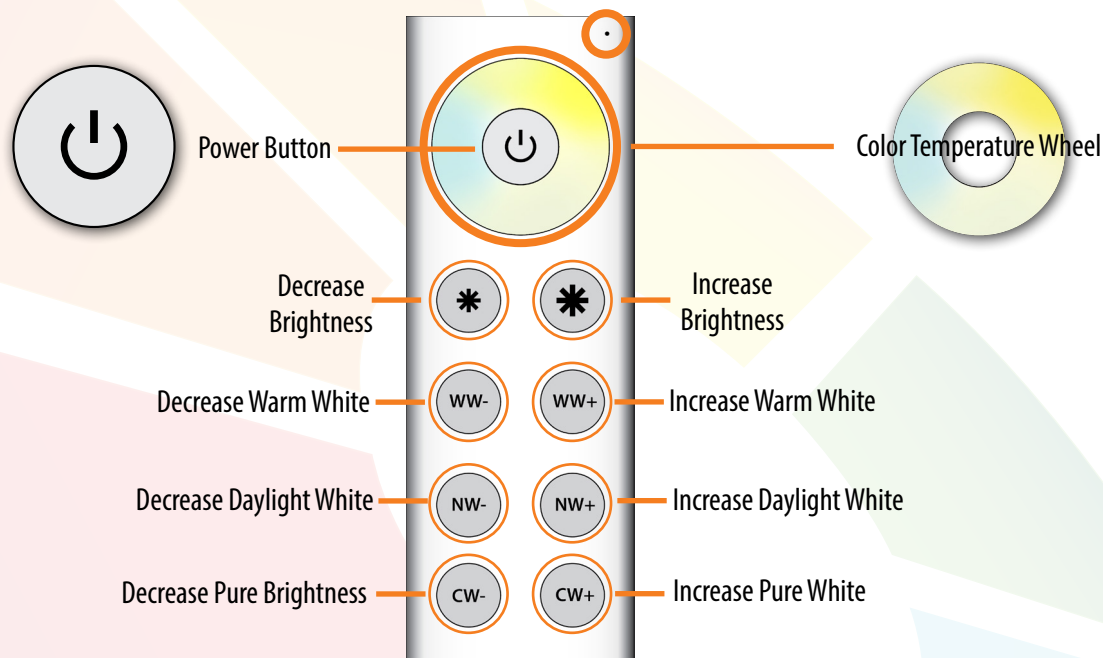 Power Button
Color Temperature Wheel
Decrease
Brightness
Increase
Brightness
Decrease Warm White
WW-
WW+
Increase Warm White
Decrease Daylight White
NW-
NW+
Increase Daylight White
Decrease Pure Brightness
CW-
CW+
Increase Pure White